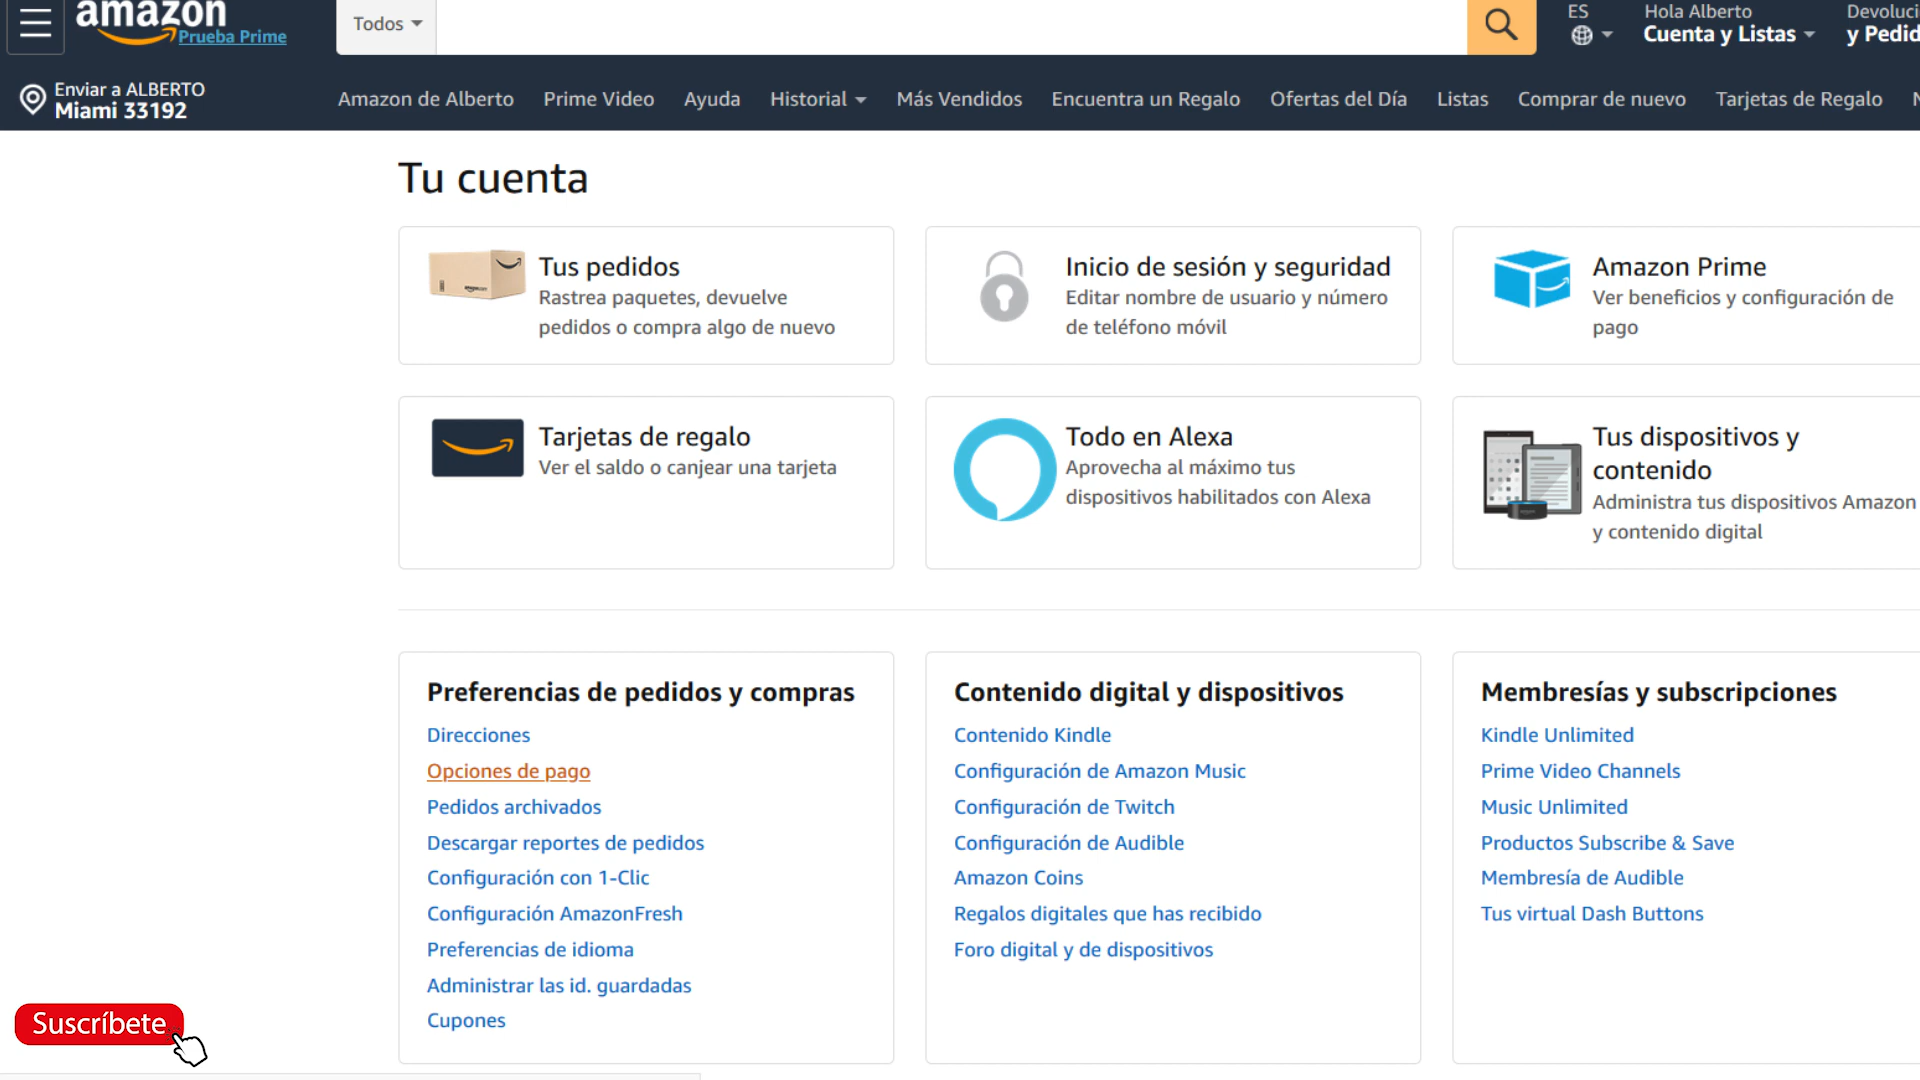 amazon
Prueba Prime
Todos
ES
Hola Alberto
Cuenta y Listas
y Pedid
Enviar a ALBERTO
Miami 33192
Amazon de Alberto Prime Video Ayuda Historial Más Vendidos Encuentra un Regalo Ofertas del Día Listas Comprar de nuevo Tarjetas de Regalo
Tu cuenta
Tus pedidos
Rastrea paquetes, devuelve
pedidos o compra algo de nuevo
Inicio de sesión y seguridad
Editar nombre de usuario y número
de teléfono móvil
Amazon Prime
Ver beneficios y configuración de
pago
Tarjetas de regalo
Ver el saldo o canjear una tarjeta
Todo en Alexa
Aprovecha al máximo tus
dispositivos habilitados con Alexa
Tus dispositivos y
contenido
Administra tus dispositivos Amazon
y contenido digital
Preferencias de pedidos y compras
Direcciones
Opciones de pago
Pedidos archivados
Descargar reportes de pedidos
Configuración con 1-Clic
Configuración AmazonFresh
Preferencias de idioma
Administrar las id. guardadas
Cupones
Contenido digital y dispositivos
Contenido Kindle
Configuración de Amazon Music
Configuración de Twitch
Configuración de Audible
Amazon Coins
Regalos digitales que has recibido
Foro digital y de dispositivos
Membresías y subscripciones
Kindle Unlimited
Prime Video Channels
Music Unlimited
Productos Subscribe & Save
Membresía de Audible
Tus virtual Dash Buttons
Suscríbete